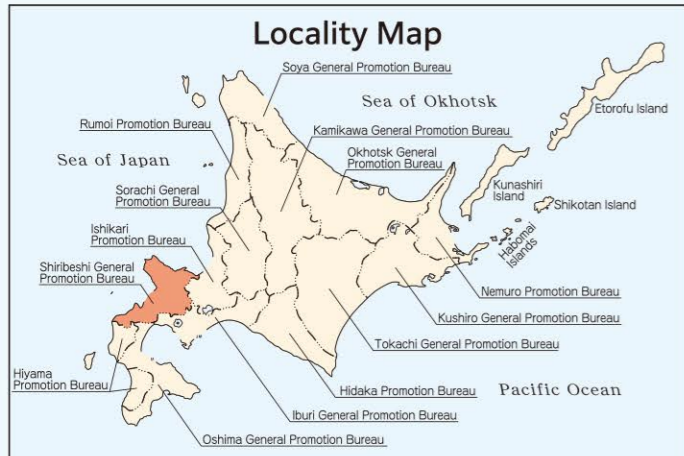 Locality Map
Soya General Promotion Bureau
Sea of Okhotsk
Etorofu Island
Rumoi Promotion Bureau
Kamikawa General Promotion Bureau
Sea of Japan
Okhotsk General
Promotion Bureau
Kunashiri
Island
Sorachi General
Promotion Bureau
Shikotan Island
Ishikari
Promotion Bureau
Habomai
Islands
Shiribeshi General
Promotion Bureau
Nemuro Promotion Bureau
Kushiro General Promotion Bureau
Tokachi General Promotion Bureau
Hiyama
Promotion Bureau
Hidaka Promotion Bureau
Pacific Ocean
Iburi General Promotion Bureau
Oshima General Promotion Bureau